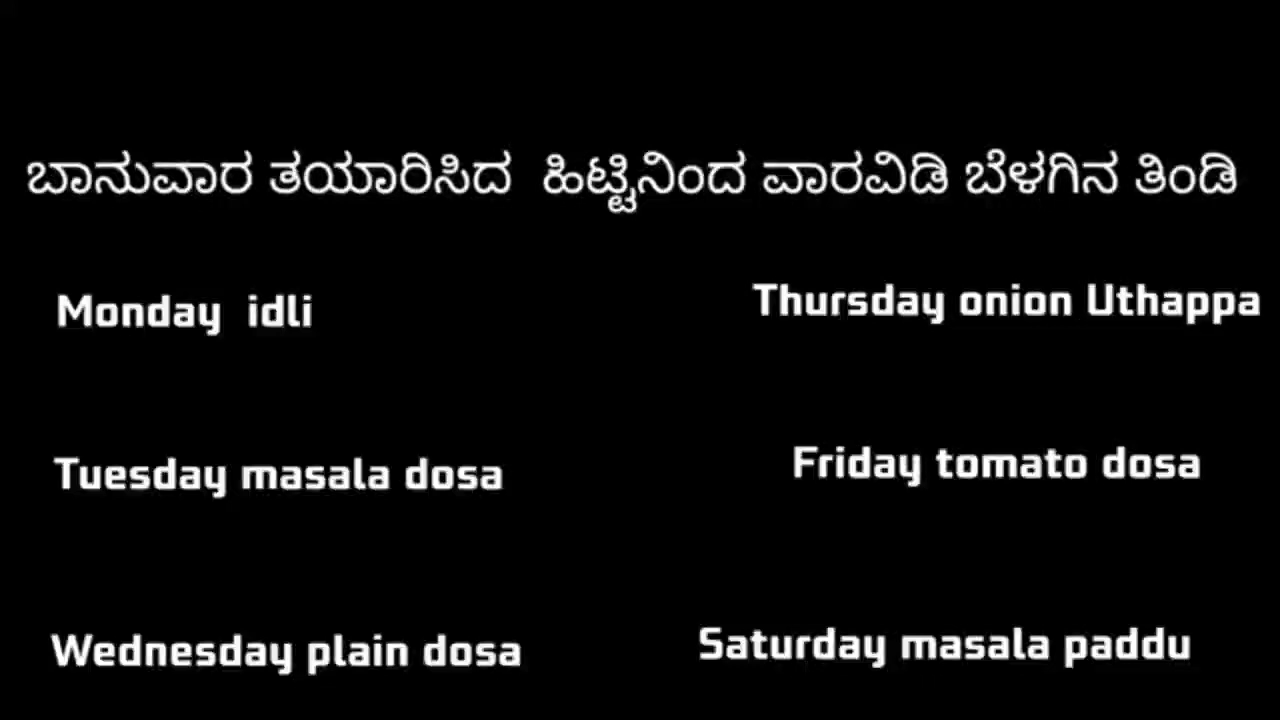 ಬಾನುವಾರ ತಯಾರಿಸಿದ ಹಿಟ್ಟಿನಿಂದ ವಾರವಿಡಿ ಬೆಳಗಿನ ತಿಂಡಿ
Monday idli
Tuesday masala dosa
Wednesday plain dosa
Thursday onion Uthappa
Friday tomato dosa
Saturday masala paddu